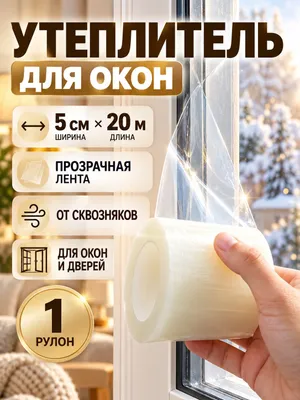 УТЕПЛИТЕЛЬ
ДЛЯ ОКОН
5 см × 20 м
ШИРИНА ДЛИНА
ПРОЗРАЧНАЯ
ЛЕНТА
ОТ СКВОЗНЯКОВ
ДЛЯ ОКОН
И ДВЕРЕЙ
1
РУЛОН